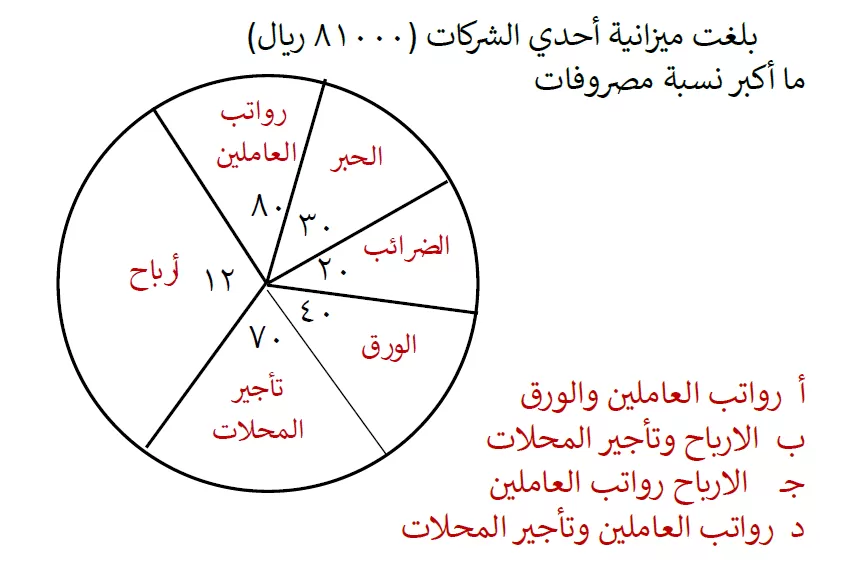 بلغت ميزانية أحدي الشركات (٨١٠٠٠ ريال)
ما أكبر نسبة مصروفات
رواتب
العاملين
٨٠
الحبر
٣٠
الضرائب
٢٠
الورق
٤٠
تأجير
المحلات
٧٠
أرباح
١٢
أ رواتب العاملين والورق
ب الارباح وتأجير المحلات
جـ الارباح رواتب العاملين
د رواتب العاملين وتأجير المحلات